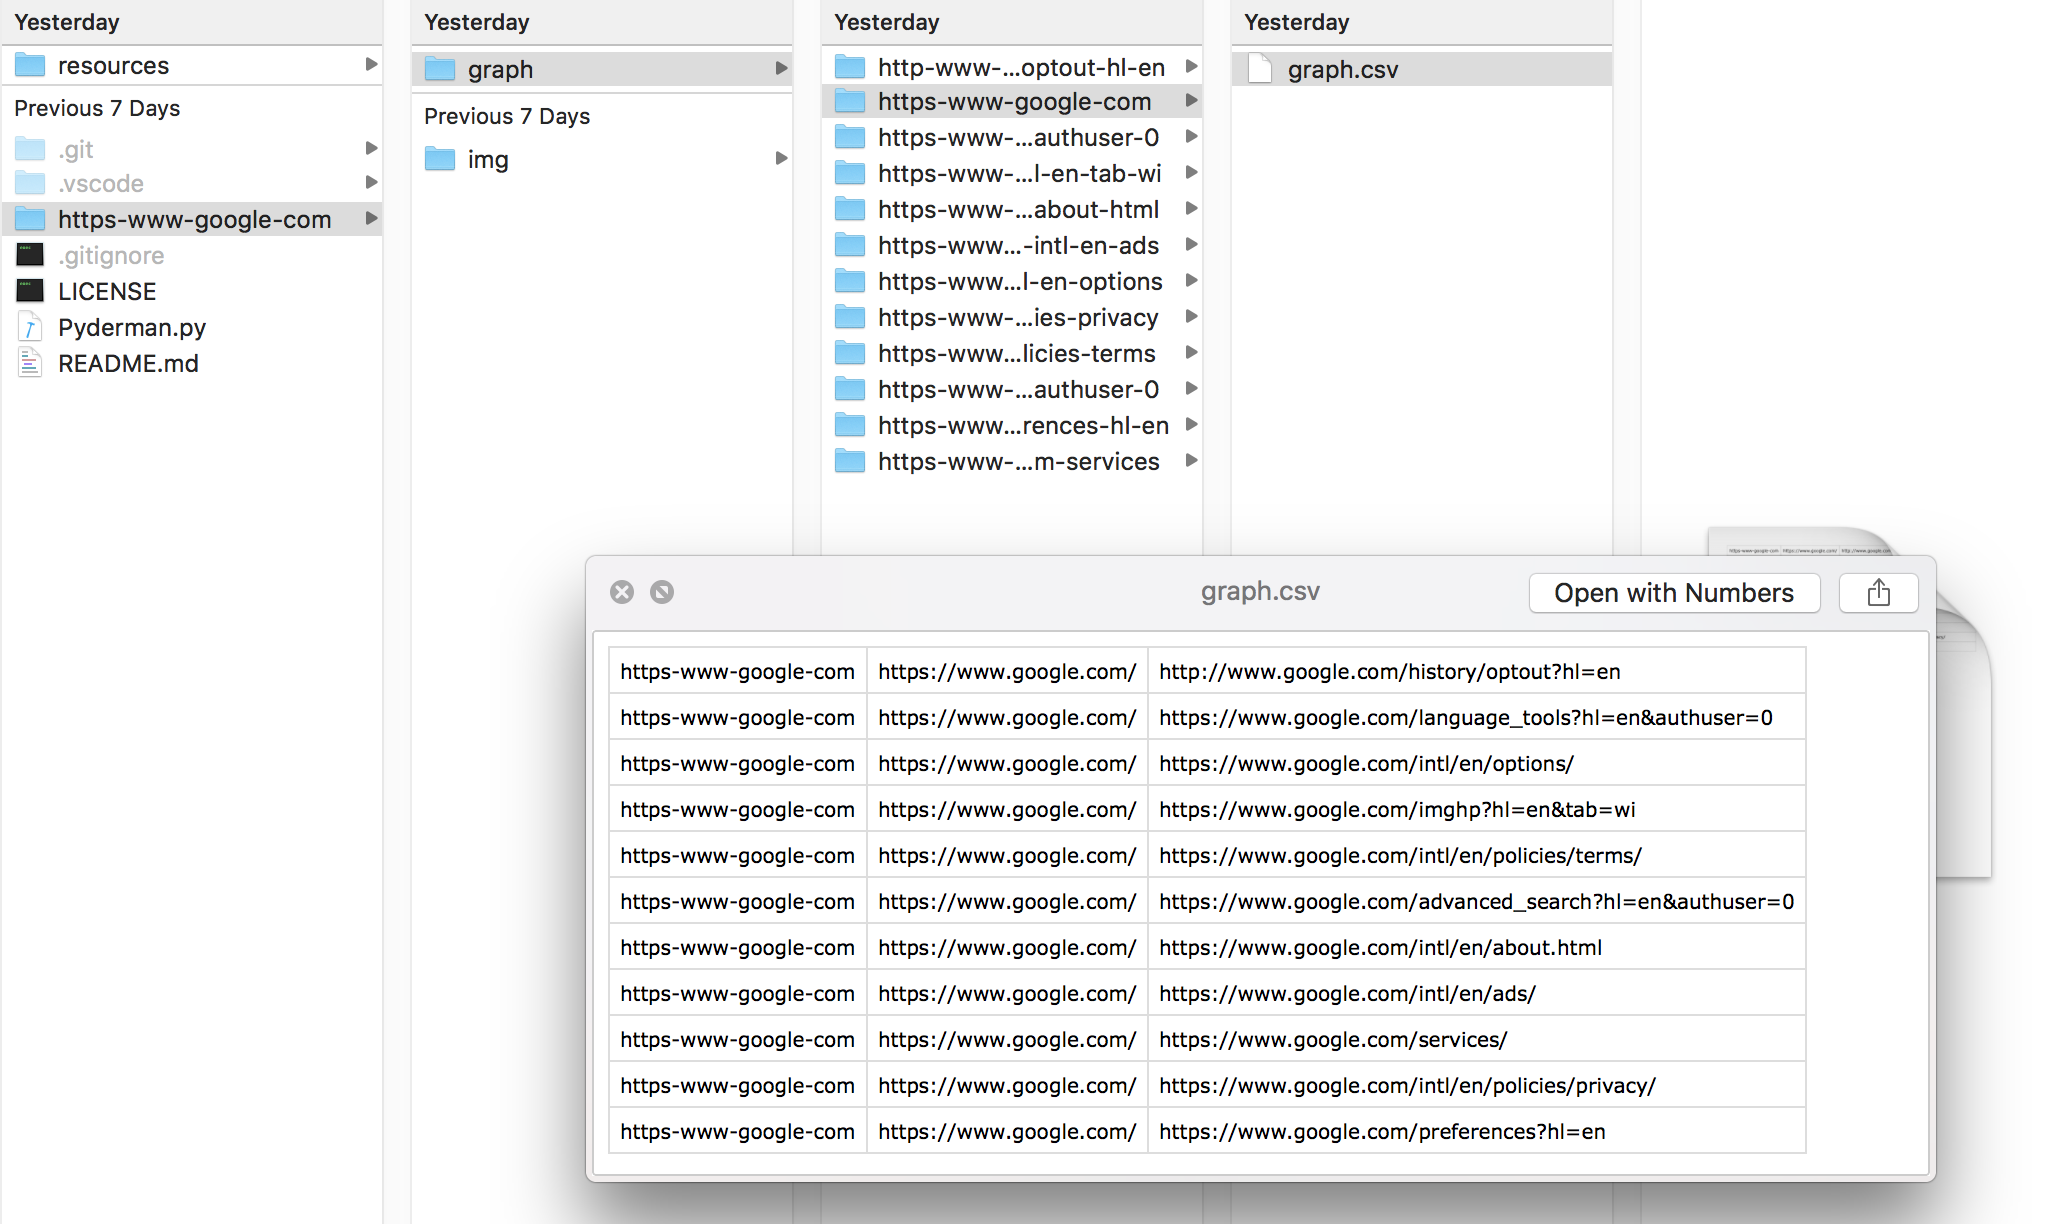 Yesterday
resources
Previous 7 Days
.git
.vscode
https-www-google-com
.gitignore
LICENSE
Pyderman.py
README.md
Yesterday
graph
Previous 7 Days
img
Yesterday
http-www-...optout-hl-en
https-www-google-com
https-www-...authuser-0
https-www-...l-en-tab-wi
https-www-...about-html
https-www...-intl-en-ads
https-www-...l-en-options
https-www-...ies-privacy
https-www...licies-terms
https-www-...authuser-0
https-www...rences-hl-en
https-www-...m-services
Yesterday
graph.csv
graph.csv
Open with Numbers
https-www-google-com https://www.google.com/ http://www.google.com/history/optout?hl=en
https-www-google-com https://www.google.com/ https://www.google.com/language_tools?hl=en&authuser=0
https-www-google-com https://www.google.com/ https://www.google.com/intl/en/options/
https-www-google-com https://www.google.com/ https://www.google.com/imghp?hl=en&tab=wi
https-www-google-com https://www.google.com/ https://www.google.com/intl/en/policies/terms/
https-www-google-com https://www.google.com/ https://www.google.com/advanced_search?hl=en&authuser=0
https-www-google-com https://www.google.com/ https://www.google.com/intl/en/about.html
https-www-google-com https://www.google.com/ https://www.google.com/intl/en/ads/
https-www-google-com https://www.google.com/ https://www.google.com/services/
https-www-google-com https://www.google.com/ https://www.google.com/intl/en/policies/privacy/
https-www-google-com https://www.google.com/ https://www.google.com/preferences?hl=en